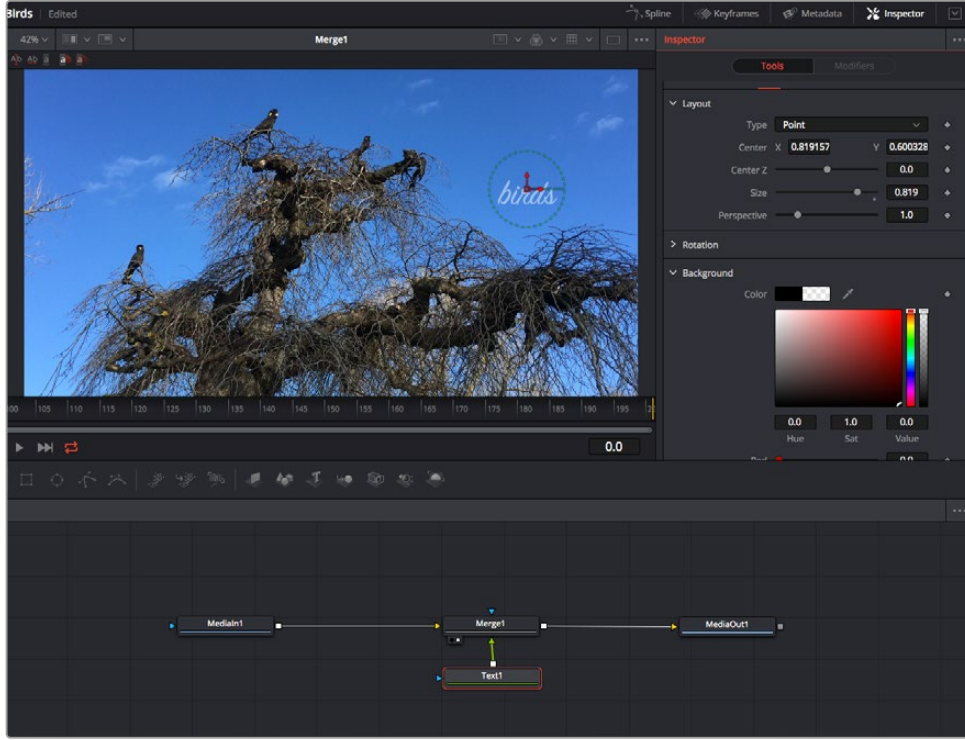 Birds Edited Spline Keyframes Metadata Inspector
42% Merge1 Inspector
Tools Modifiers
Layout
Type Point
Center X 0.819157 Y 0.600328
Center Z 0.0
Size 0.819
Perspective 1.0
birds
Rotation
Background
Color
105 110 115 120 125 130 135 140 145 150 155 160 165 170 175 180 185 190 195
0.0 1.0 0.0
Hue Sat Value
0.0
MediaIn1 Merge1 MediaOut1
Text1